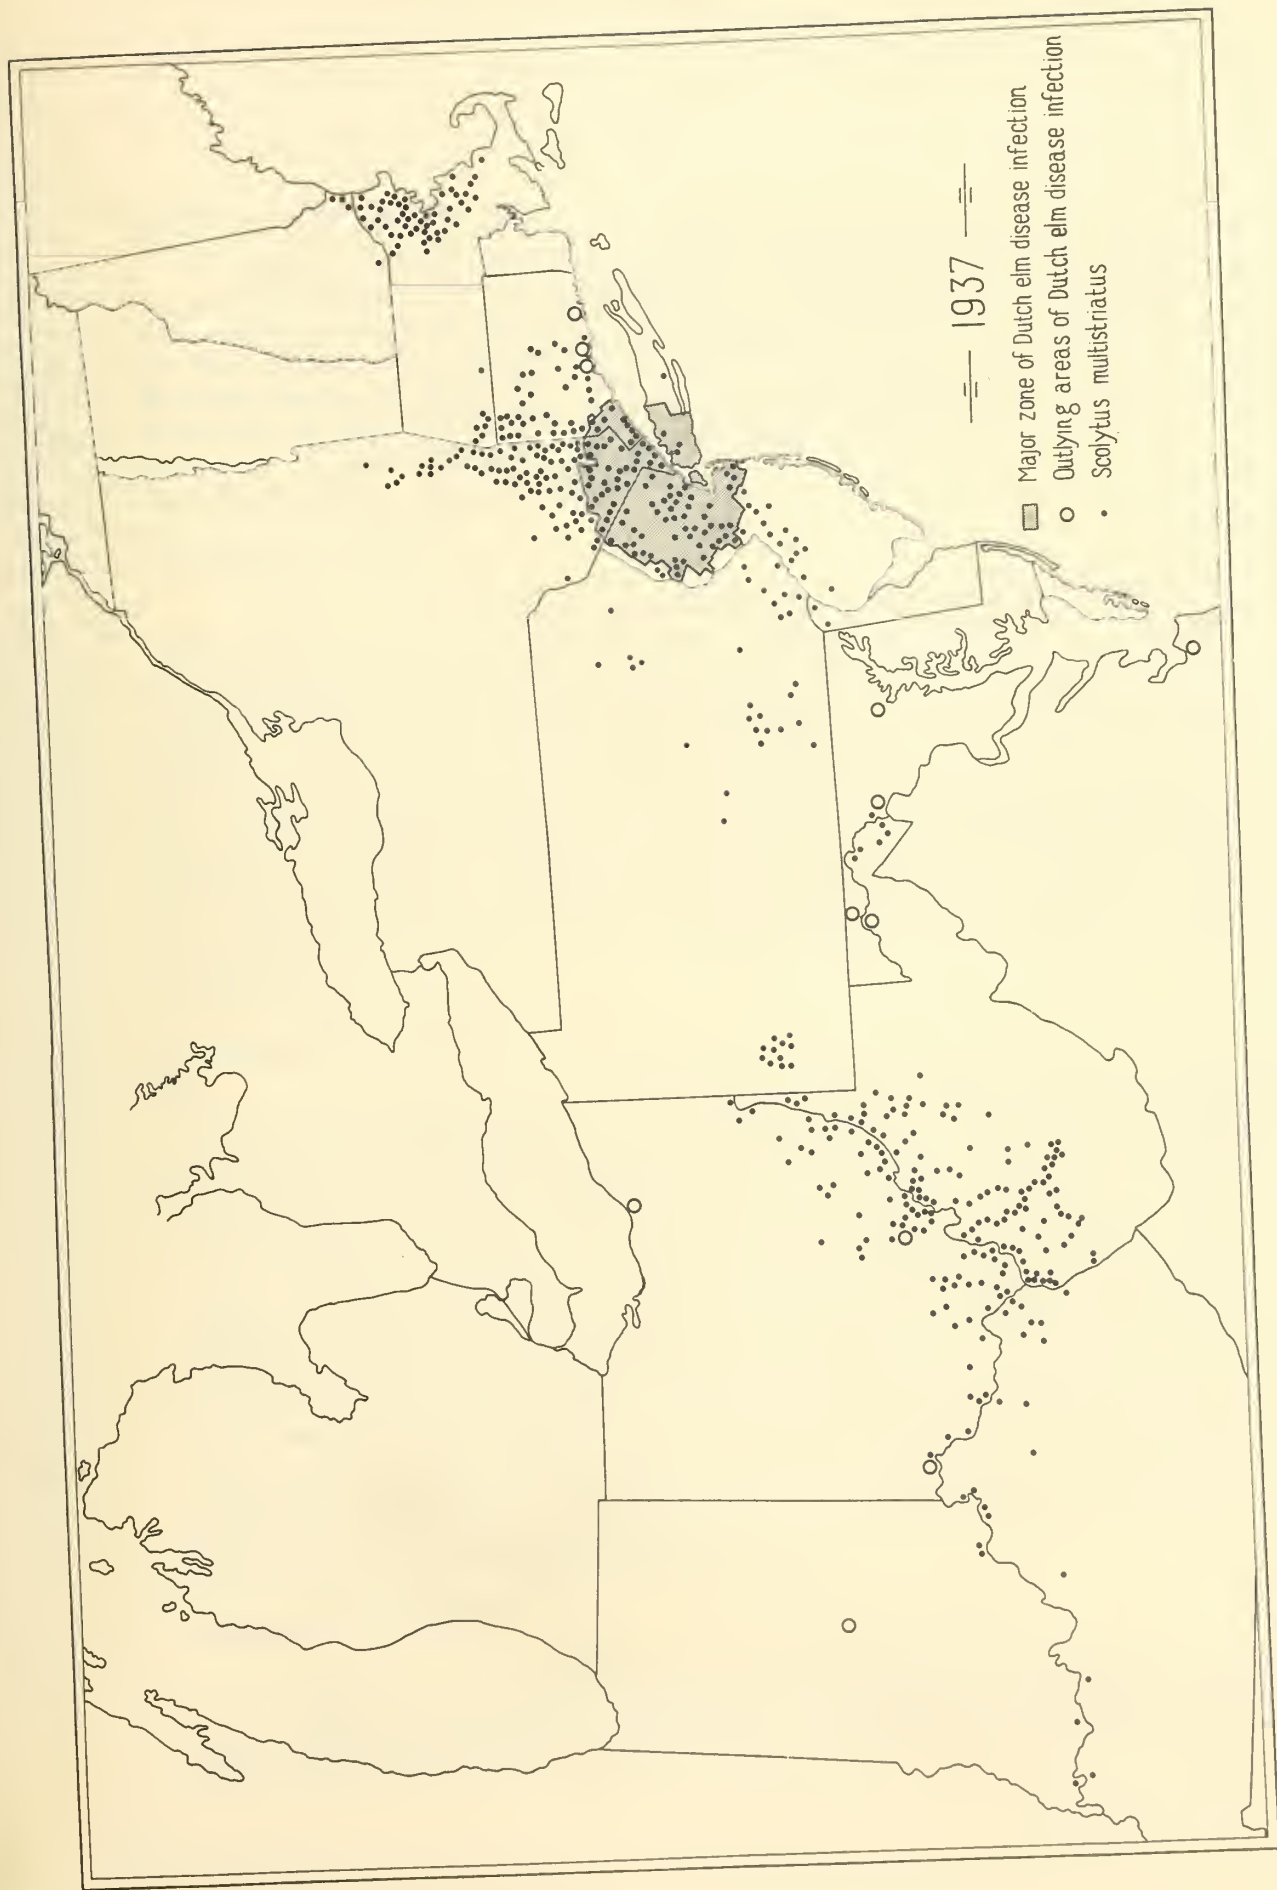 1937
Major zone of Dutch elm disease infection
Outlying areas of Dutch elm disease infection
Scolytus multistriatus